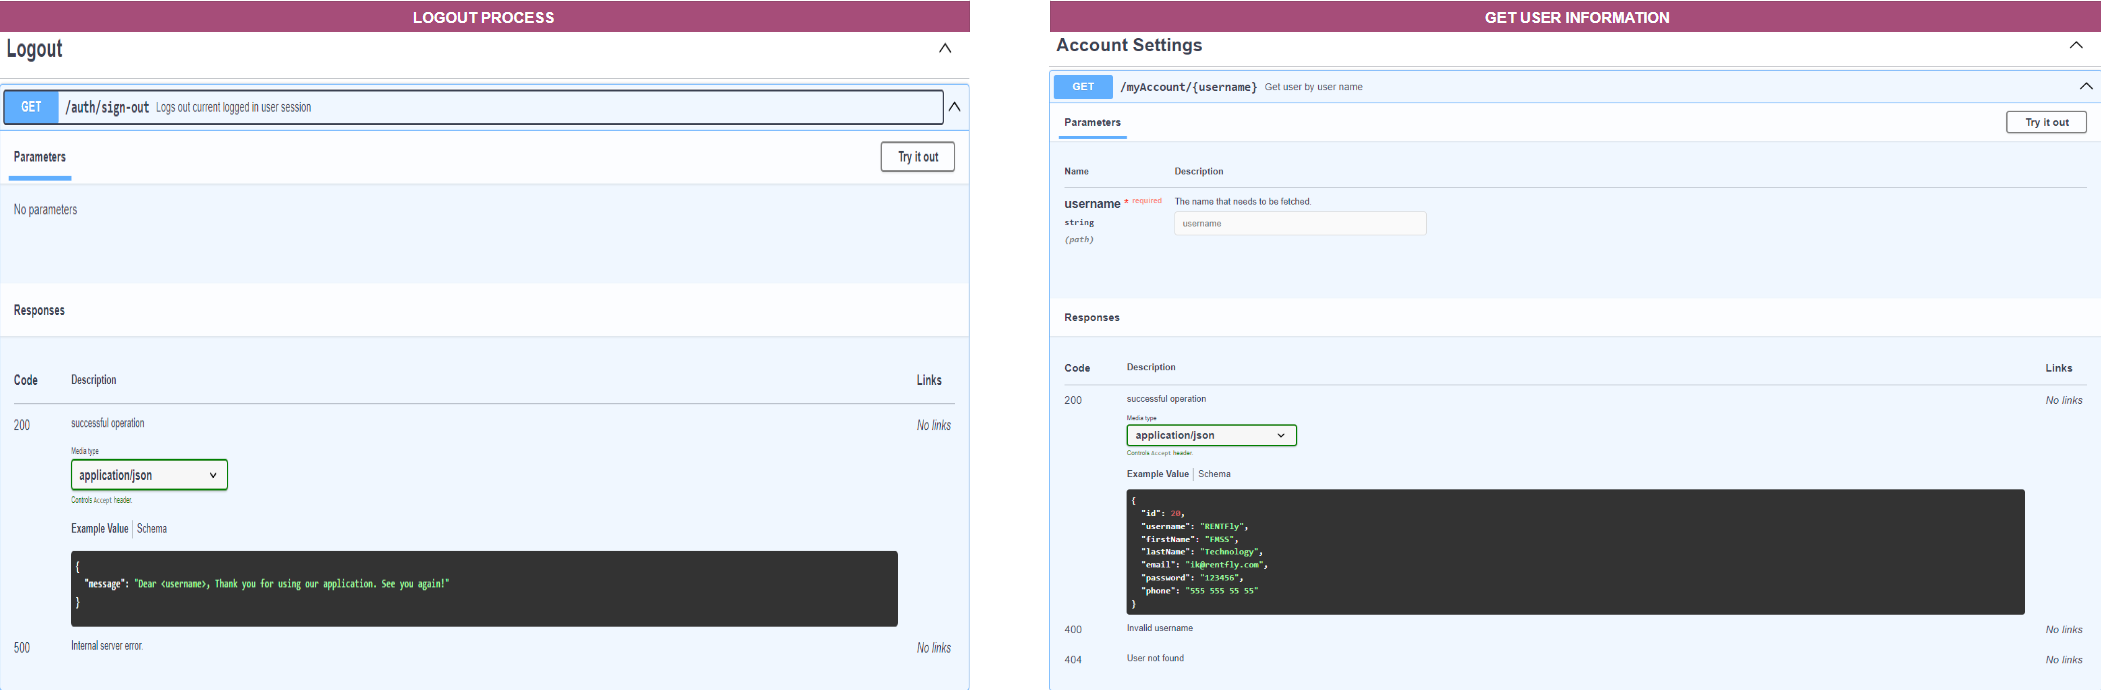 LOGOUT PROCESS
Logout
GET /auth/sign-out Logs out current logged in user session
Parameters
Try it out
No parameters
Responses
Code Description Links
200 successful operation No links
Media type
application/json
Controls Accept header.
Example Value Schema
{
"message": "Dear <username>, Thank you for using our application. See you again!"
}
500 Internal server error. No links
GET USER INFORMATION
Account Settings
GET /myAccount/{username} Get user by user name
Parameters
Try it out
Name Description
username * required The name that needs to be fetched.
string username
(path)
Responses
Code Description Links
200 successful operation No links
Media type
application/json
Controls Accept header.
Example Value Schema
{
"id": 20,
"username": "RENTFly",
"firstName": "FMSS",
"lastName": "Technology",
"email": "ik@rentfly.com",
"password": "123456",
"phone": "555 555 55 55"
}
400 Invalid username No links
404 User not found No links